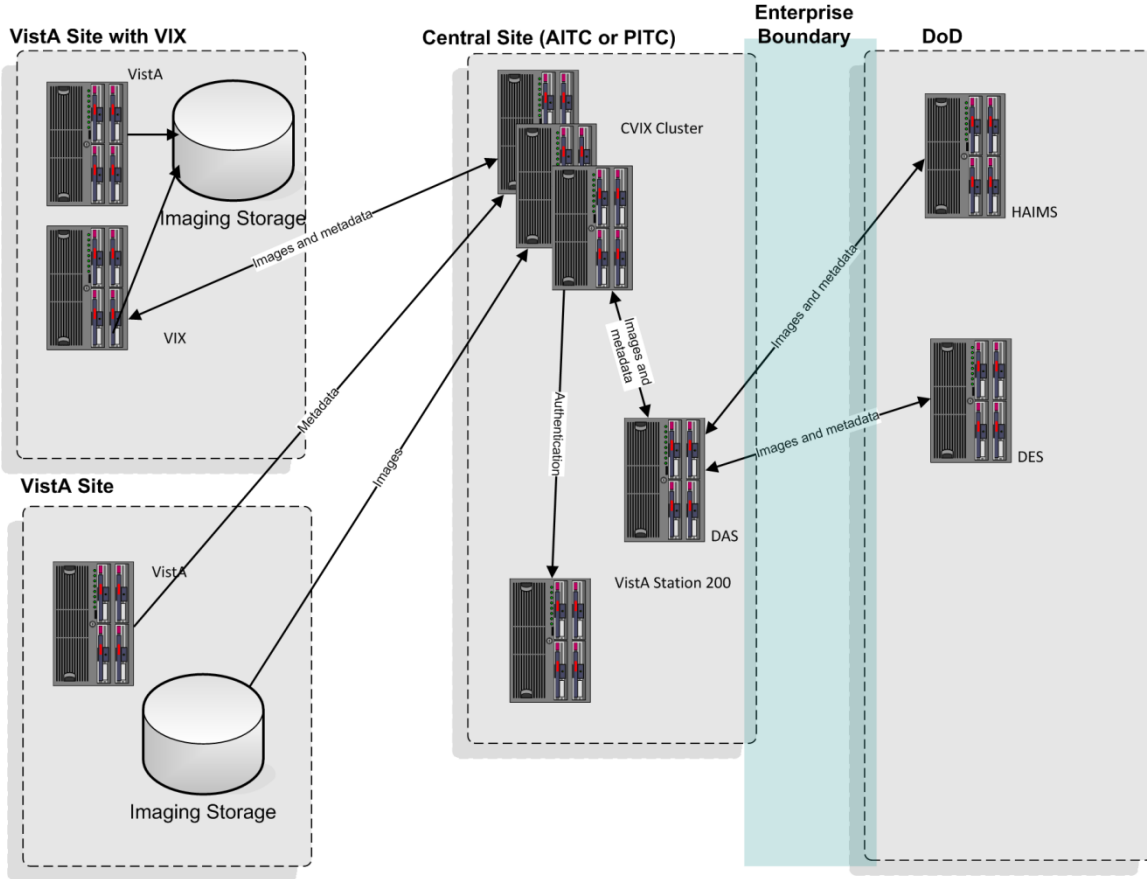 VistA Site with VIX
VistA
Imaging Storage
VIX
Images and metadata
VistA Site
VistA
Imaging Storage
Metadata
Images
Central Site (AITC or PITC)
CVIX Cluster
Images and
metadata
Authentication
DAS
VistA Station 200
Enterprise
Boundary
Images and metadata
Images and metadata
DoD
HAIMS
DES